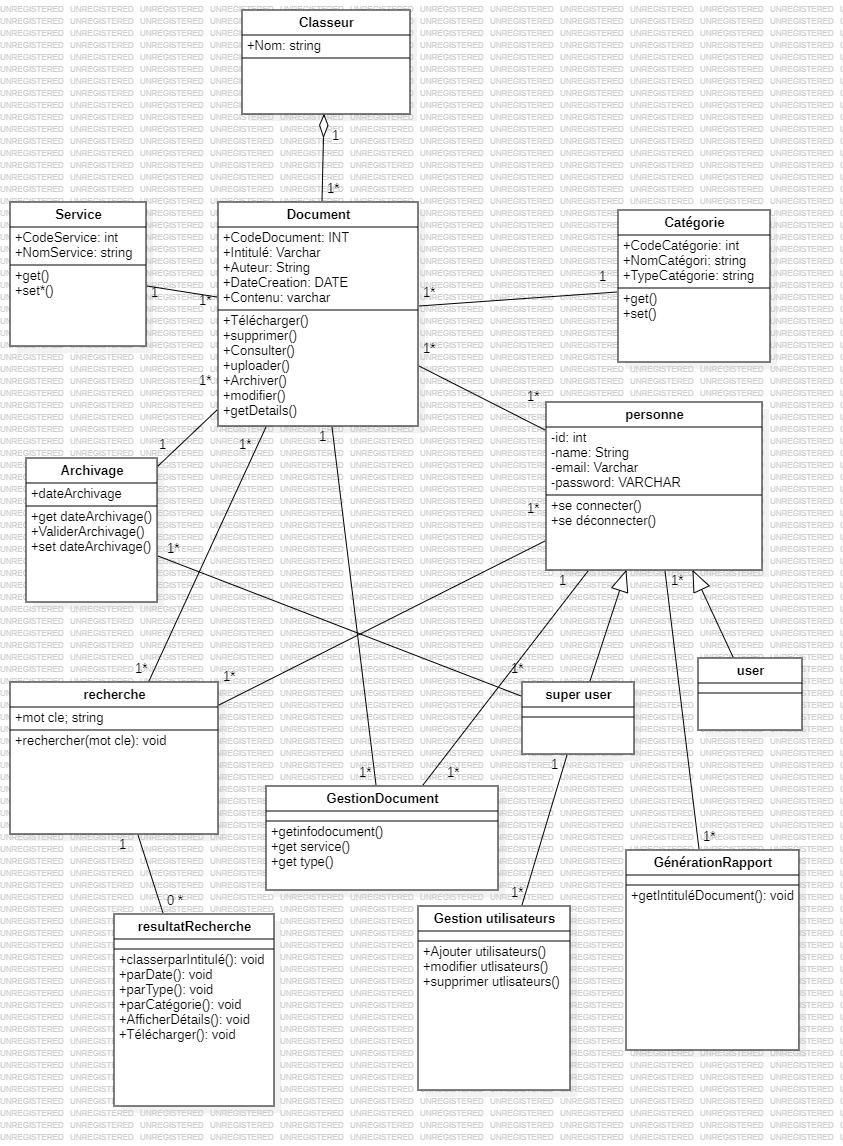 Classeur
+Nom: string
1
1*
Service
+CodeService: int
+NomService: string
+get()
+set*()
1
1*
Document
+CodeDocument: INT
+Intitulé: Varchar
+Auteur: String
+DateCreation: DATE
+Contenu: varchar
+Télécharger()
+supprimer()
+Consulter()
+uploader()
+Archiver()
+modifier()
+getDetails()
Catégorie
+CodeCatégorie: int
+NomCatégori: string
+TypeCatégorie: string
+get()
+set()
1
1*
1*
1*
1*
1
1*
1
personne
-id: int
-name: String
-email: Varchar
-password: VARCHAR
+se connecter()
+se déconnecter()
1*
1
1*
Archivage
+dateArchivage
+get dateArchivage()
+ValiderArchivage()
+set dateArchivage()
1*
1*
1*
1*
recherche
+mot cle; string
+rechercher(mot cle): void
super user
user
1
1*
1*
GestionDocument
+getinfodocument()
+get service()
+get type()
1
1*
1*
GénérationRapport
+getIntituléDocument(): void
0 *
resultatRecherche
+classerparIntitulé(): void
+parDate(): void
+parType(): void
+parCatégorie(): void
+AfficherDétails(): void
+Télécharger(): void
Gestion utilisateurs
+Ajouter utilisateurs()
+modifier utlisateurs()
+supprimer utlisateurs()
UNREGISTERED